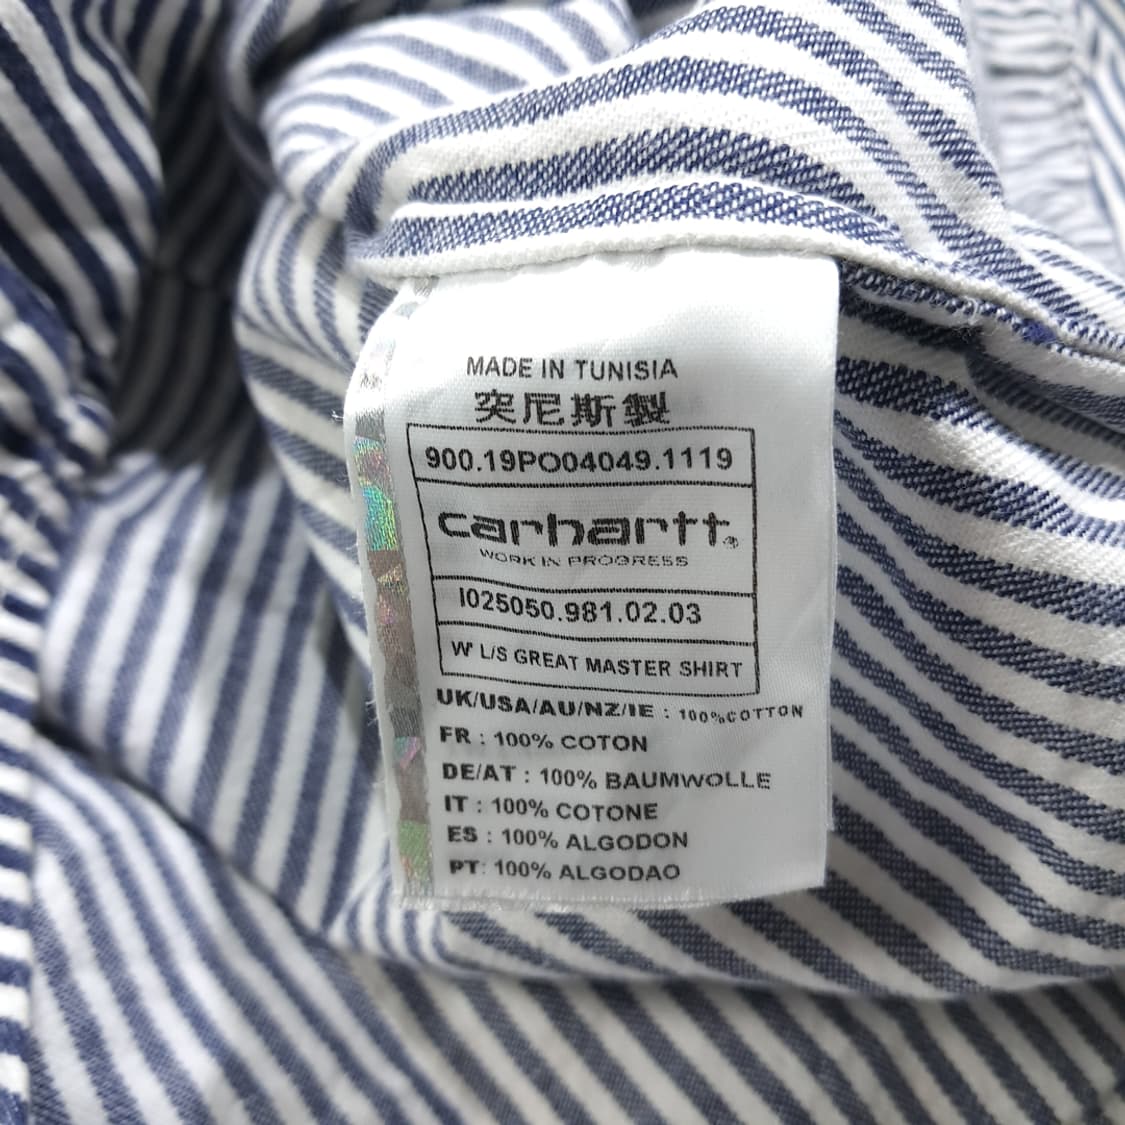 MADE IN TUNISIA
突尼斯製
900.19PO04049.1119
carhartt®
WORK IN PROGRESS
I025050.981.02.03
W' L/S GREAT MASTER SHIRT
UK/USA/AU/NZ/IE : 100%COTTON
FR : 100% COTON
DE/AT : 100% BAUMWOLLE
IT : 100% COTONE
ES : 100% ALGODON
PT: 100% ALGODAO